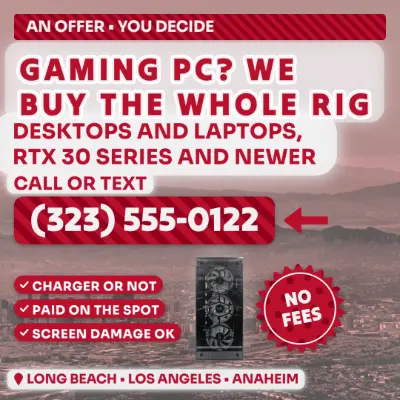 AN OFFER • YOU DECIDE
GAMING PC? WE
BUY THE WHOLE RIG
DESKTOPS AND LAPTOPS,
RTX 30 SERIES AND NEWER
CALL OR TEXT
(323) 555-0122
CHARGER OR NOT
PAID ON THE SPOT
SCREEN DAMAGE OK
NO
FEES
LONG BEACH • LOS ANGELES • ANAHEIM